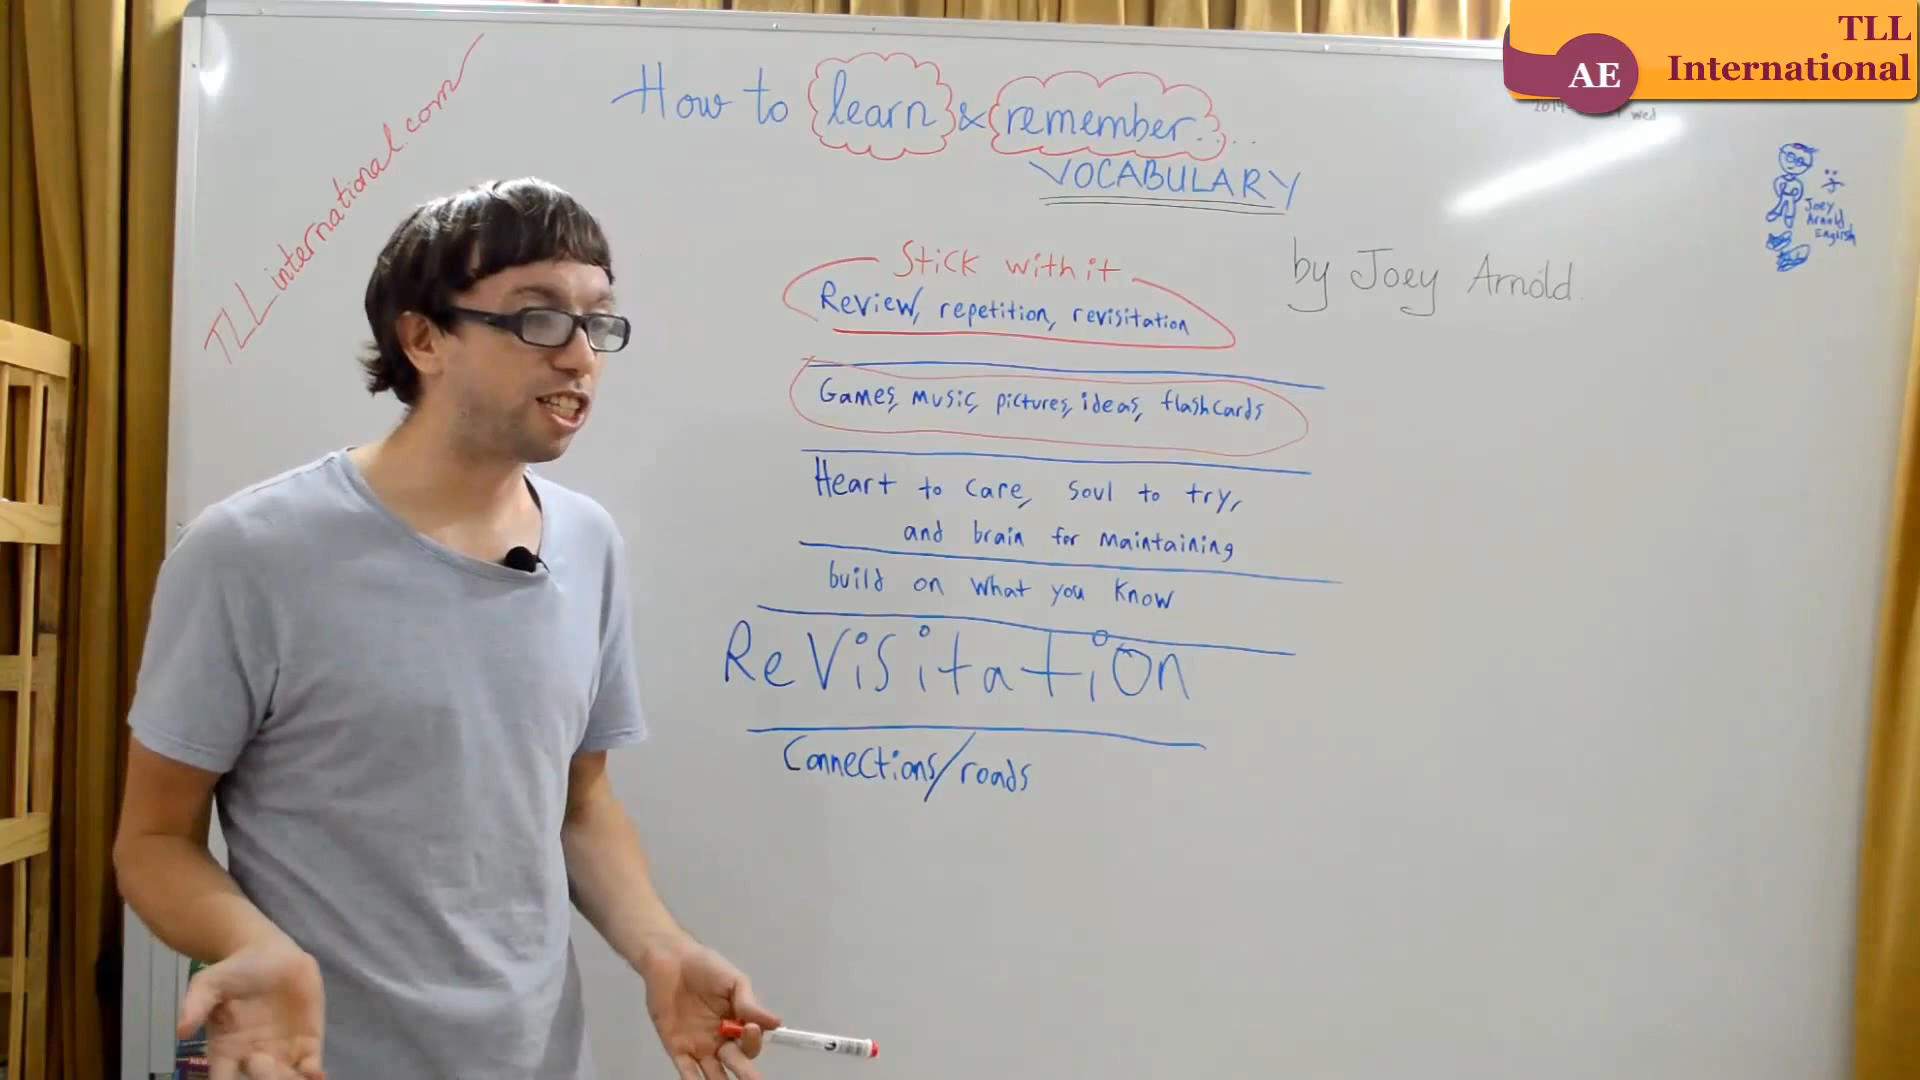 TLL
International
AE
2014
Wed
TLL international.com
How to learn & remember....
VOCABULARY
by Joey Arnold
Joey
Arnold
English
Stick with it
Review, repetition, revisitation
Games, music, pictures, ideas, flashcards
Heart to care, soul to try,
and brain for maintaining
build on what you know
ReVisitation
Connections/roads